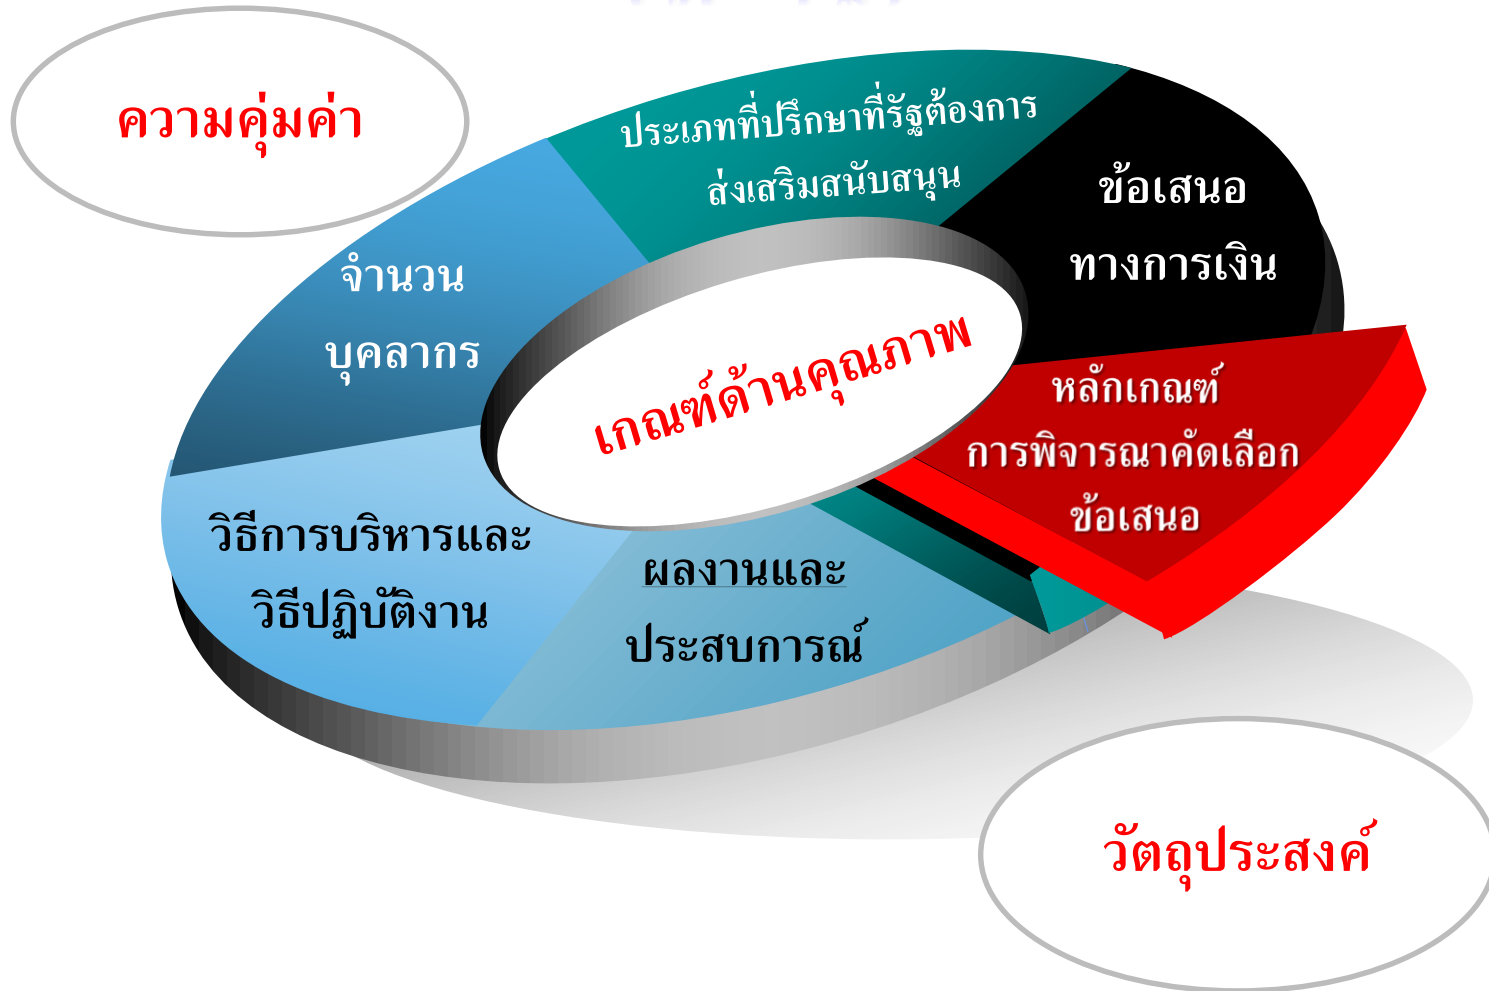 ความคุ่มค่า
ประเภทที่ปรึกษาที่รัฐต้องการ
ส่งเสริมสนับสนุน
ข้อเสนอ
ทางการเงิน
จำนวน
บุคลากร
เกณฑ์ด้านคุณภาพ
หลักเกณฑ์
การพิจารณาคัดเลือก
ข้อเสนอ
วิธีการบริหารและ
วิธีปฏิบัติงาน
ผลงานและ
ประสบการณ์
วัตถุประสงค์